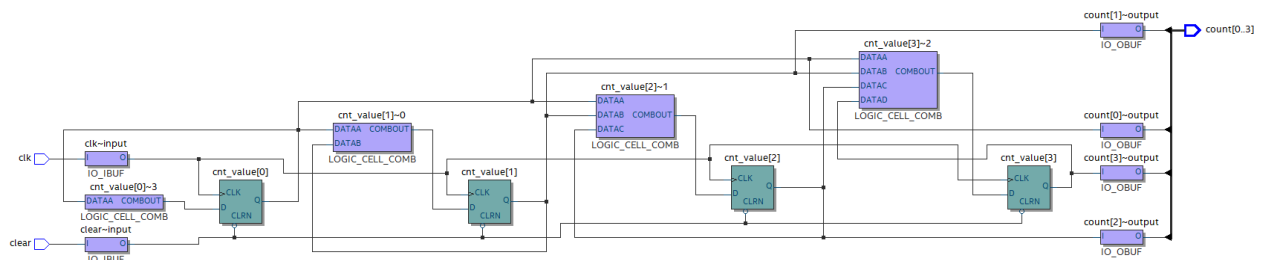 count[1]~output
I O
IO_OBUF
count[0..3]
cnt_value[3]~2
DATAA
DATAB COMBOUT
DATAC
DATAD
LOGIC_CELL_COMB
cnt_value[2]~1
DATAA
DATAB COMBOUT
DATAC
LOGIC_CELL_COMB
cnt_value[1]~0
DATAA COMBOUT
DATAB
LOGIC_CELL_COMB
count[0]~output
I O
IO_OBUF
clk
clk~input
I O
IO_IBUF
cnt_value[0]~3
DATAA COMBOUT
LOGIC_CELL_COMB
cnt_value[0]
CLK
D Q
CLRN
cnt_value[1]
CLK
D Q
CLRN
cnt_value[2]
CLK
D Q
CLRN
cnt_value[3]
CLK
D Q
CLRN
count[3]~output
I O
IO_OBUF
clear
clear~input
I O
IO_IBUF
count[2]~output
I O
IO_OBUF